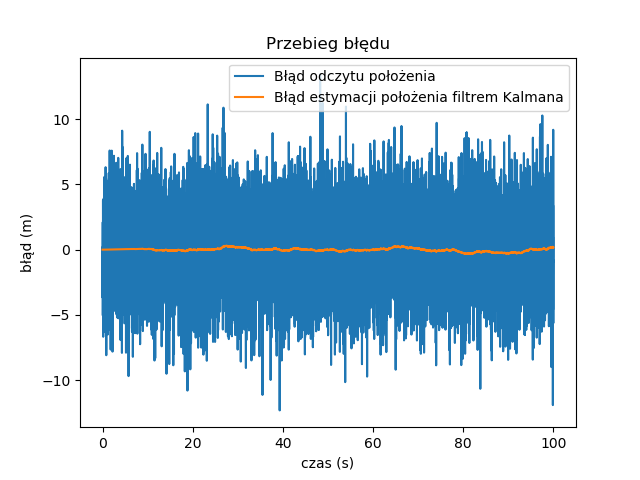 Przebieg błędu
Błąd odczytu położenia
Błąd estymacji położenia filtrem Kalmana
błąd (m)
10
5
0
−5
−10
0
20
40
60
80
100
czas (s)